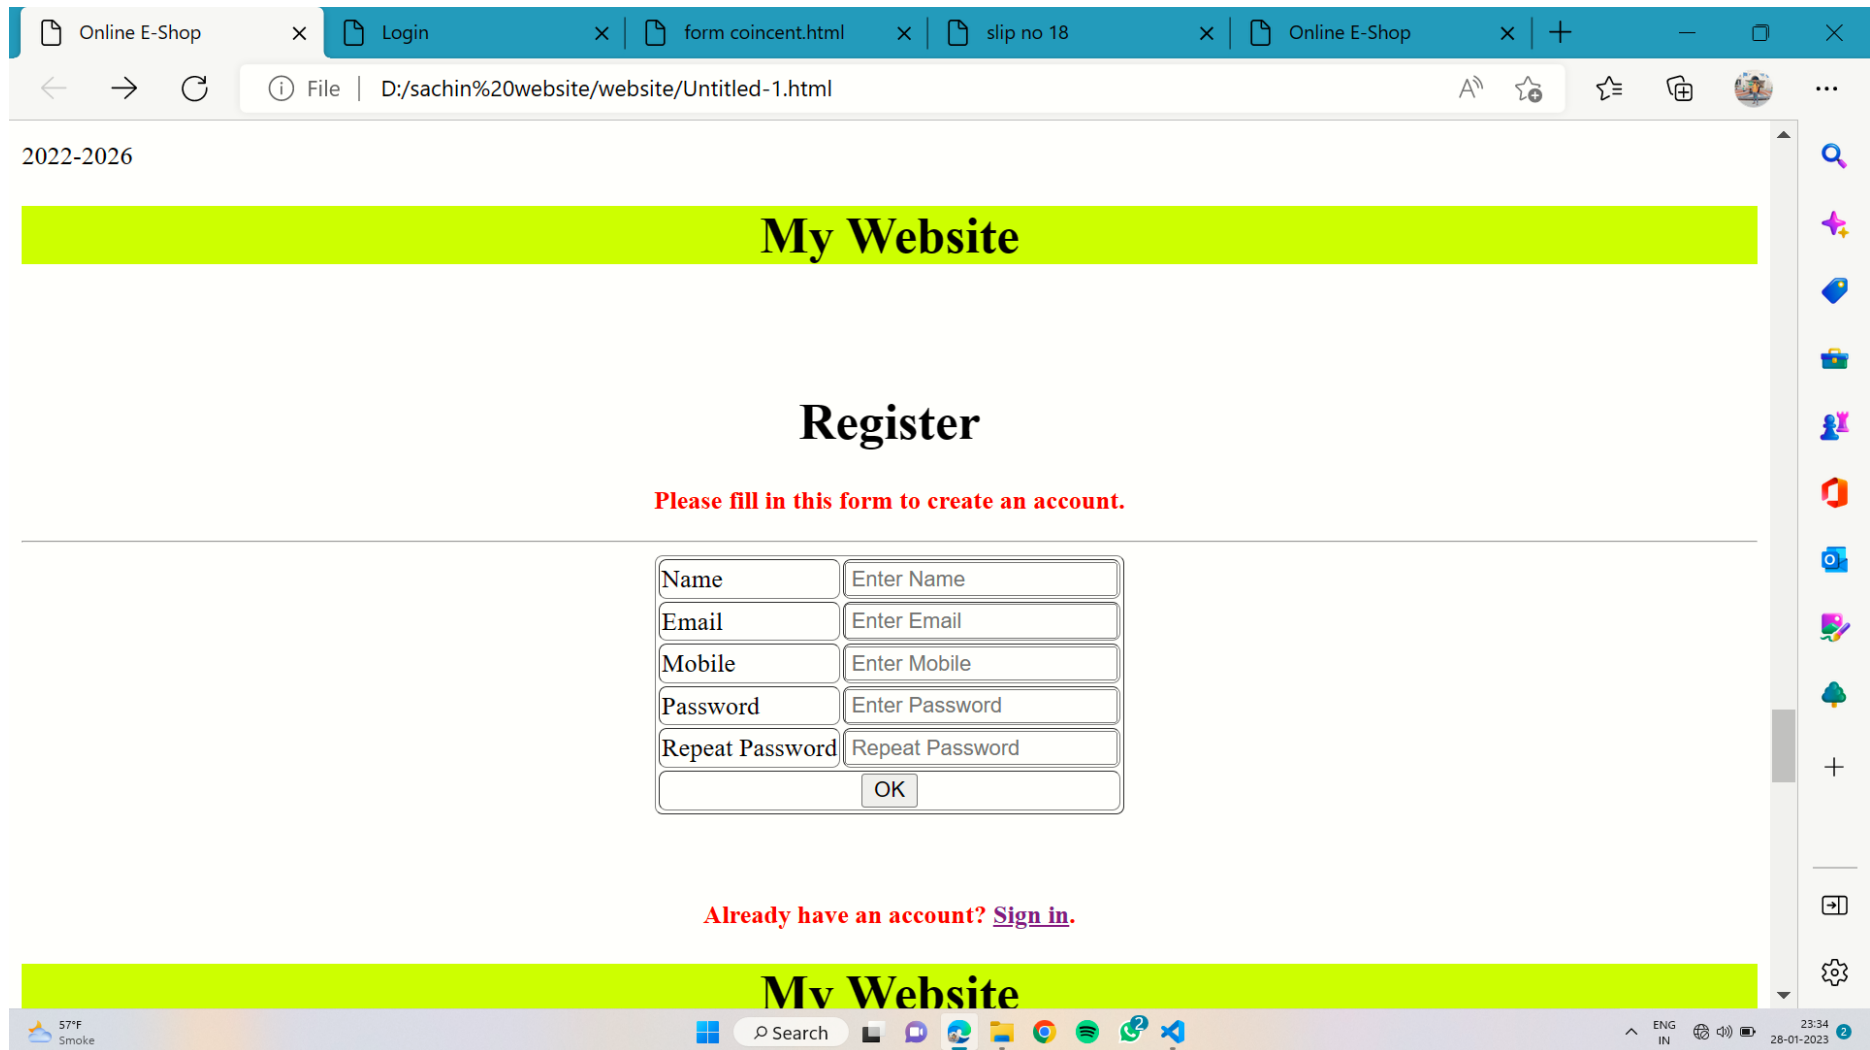 Online E-Shop
Login
form coincent.html
slip no 18
Online E-Shop
File
D:/sachin%20website/website/Untitled-1.html
2022-2026
My Website
Register
Please fill in this form to create an account.
Name Enter Name
Email Enter Email
Mobile Enter Mobile
Password Enter Password
Repeat Password Repeat Password
OK
Already have an account? Sign in.
My Website
57°F
Smoke
Search
2
ENG
IN
23:34
28-01-2023
2